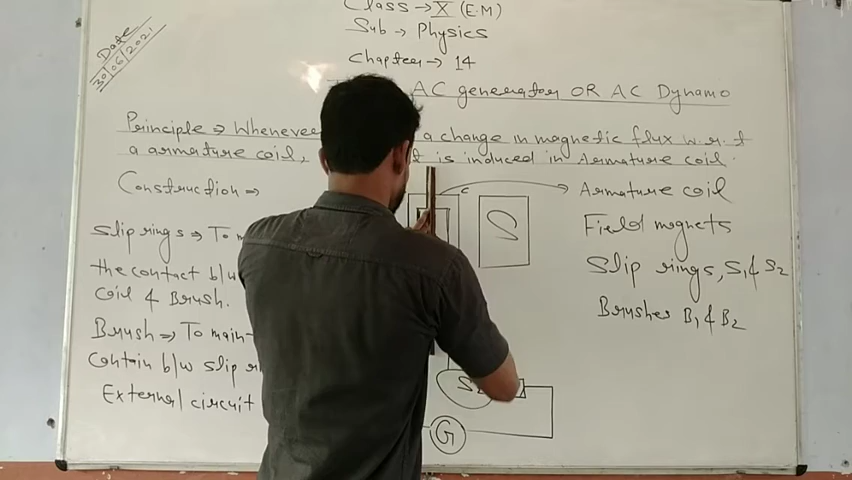 Date
30/06/2021
Class → X (E.M)
Sub → Physics
Chapter → 14
AC generator OR AC Dynamo
Principle ⇒ Whenever a change in magnetic flux w.r.t
a armature coil, is induced in Armature coil.
Construction ⇒
Slip rings ⇒ To
the contact b/w
Coil & Brush.
Brush ⇒ To main-
Contain b/w slip
External circuit
c
S
Armature coil
Field magnets
Slip rings, S1 & S2
Brushes B1 & B2
G